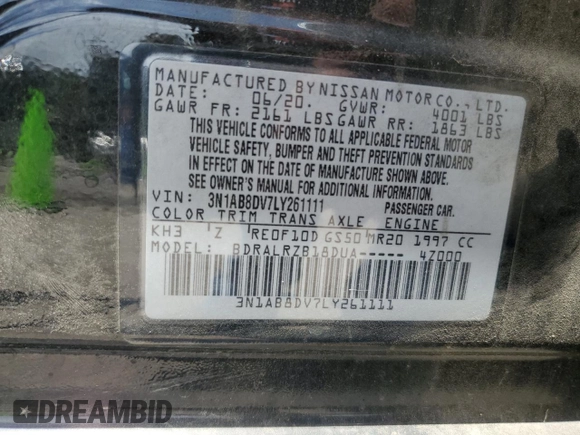 MANUFACTURED BY NISSAN MOTOR CO., LTD.
DATE: 06/20. GVWR: 4001 LBS
GAWR FR: 2161 LBS GAWR RR: 1863 LBS
THIS VEHICLE CONFORMS TO ALL APPLICABLE FEDERAL MOTOR
VEHICLE SAFETY, BUMPER AND THEFT PREVENTION STANDARDS
IN EFFECT ON THE DATE OF MANUFACTURE SHOWN ABOVE.
SEE OWNER'S MANUAL FOR ADDITIONAL INFORMATION.
VIN: 3N1AB8DV7LY261111 PASSENGER CAR.
COLOR TRIM TRANS AXLE ENGINE
KH3 Z RE0F10D GS50 MR20 1997 CC
MODEL: BDRALRZB18DUA----- 4Z000
3N1AB8DV7LY261111
DREAMBID